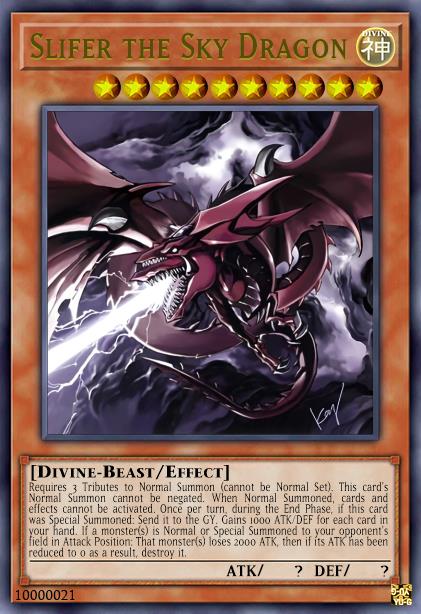 SLIFER THE SKY DRAGON
DIVINE
神
[DIVINE-BEAST/EFFECT]
Requires 3 Tributes to Normal Summon (cannot be Normal Set). This card's
Normal Summon cannot be negated. When Normal Summoned, cards and
effects cannot be activated. Once per turn, during the End Phase, if this card
was Special Summoned: Send it to the GY. Gains 1000 ATK/DEF for each card in
your hand. If a monster(s) is Normal or Special Summoned to your opponent's
field in Attack Position: That monster(s) loses 2000 ATK, then if its ATK has been
reduced to 0 as a result, destroy it.
ATK/ ? DEF/ ?
10000021